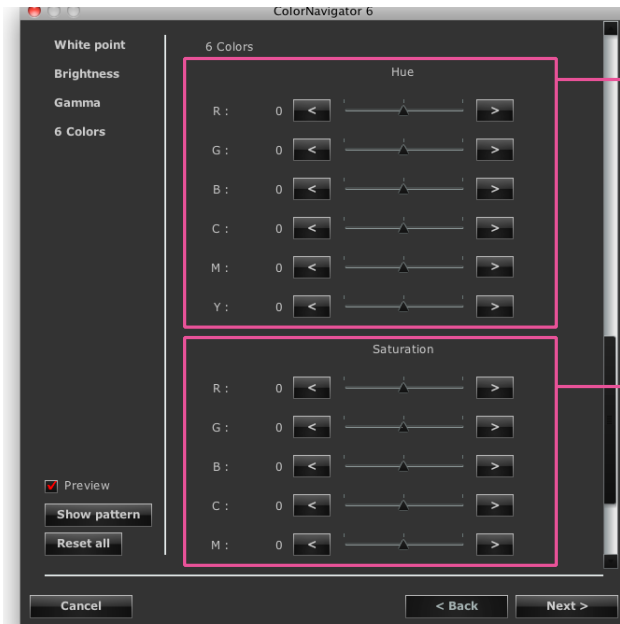 ColorNavigator 6
White point
Brightness
Gamma
6 Colors
6 Colors
Hue
R : 0 < >
G : 0 < >
B : 0 < >
C : 0 < >
M : 0 < >
Y : 0 < >
Saturation
R : 0 < >
G : 0 < >
B : 0 < >
C : 0 < >
M : 0 < >
Preview
Show pattern
Reset all
Cancel
< Back
Next >